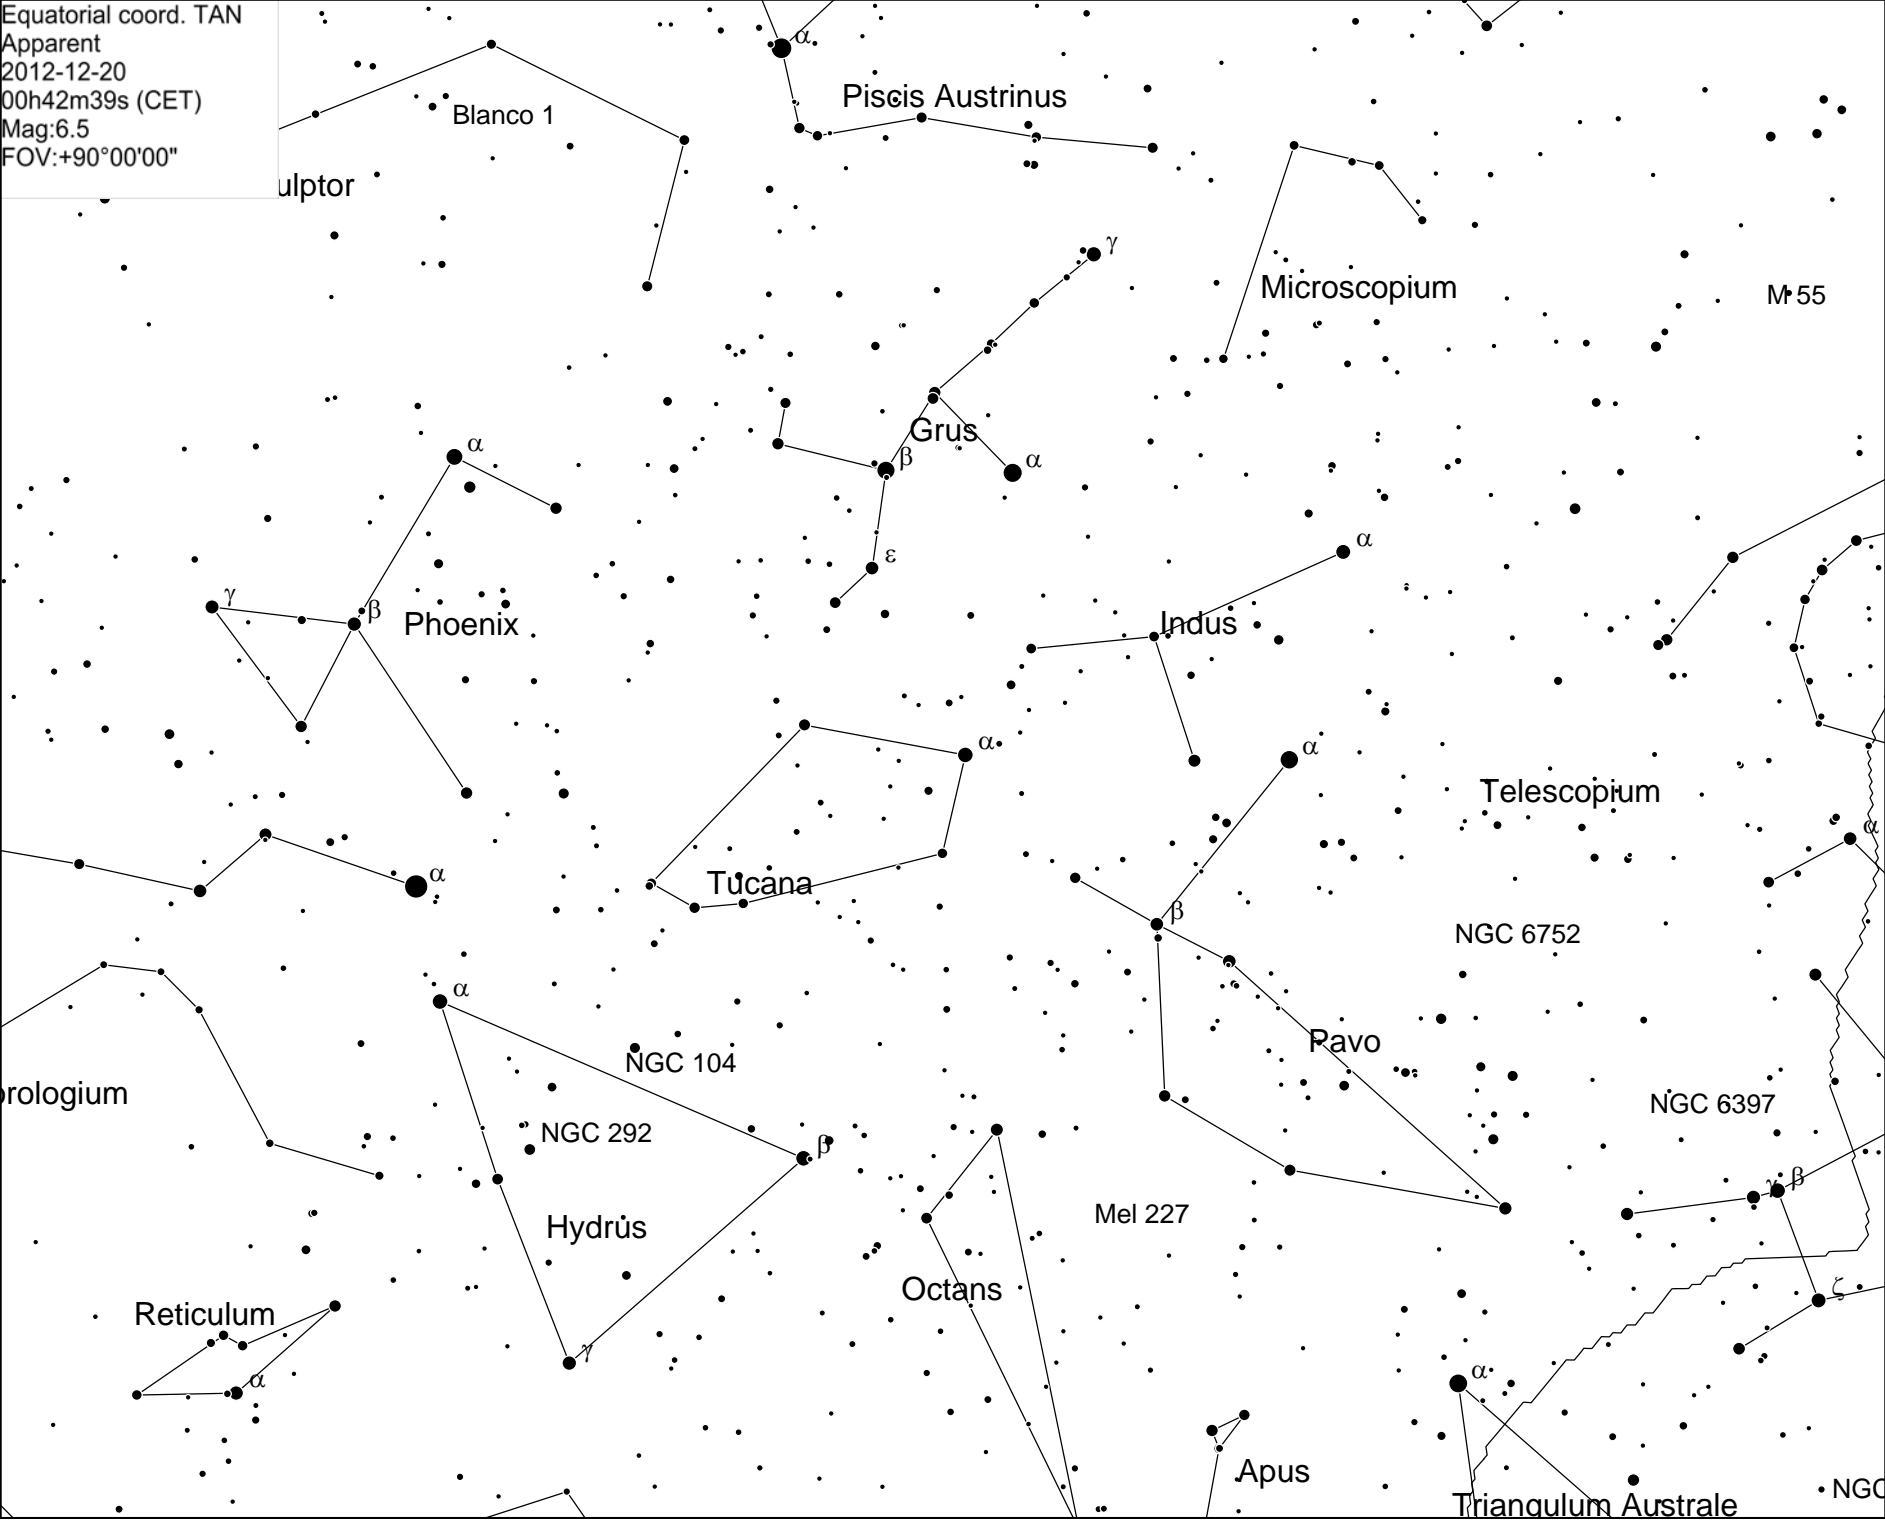 Equatorial coord. TAN
Apparent
2012-12-20
00h42m39s (CET)
Mag:6.5
FOV:+90°00'00"
α
Piscis Austrinus
Blanco 1
ulptor
γ
Microscopium
M 55
Grus
α
β
α
ε
α
γ
β
Phoenix
Indus
α
α
Telescopium
α
α
Tucana
β
NGC 6752
α
Pavo
NGC 104
orologium
NGC 6397
NGC 292
β
γ β
Mel 227
Hydrus
Octans
ζ
Reticulum
γ
α
α
Apus
NGC
Triangulum Australe